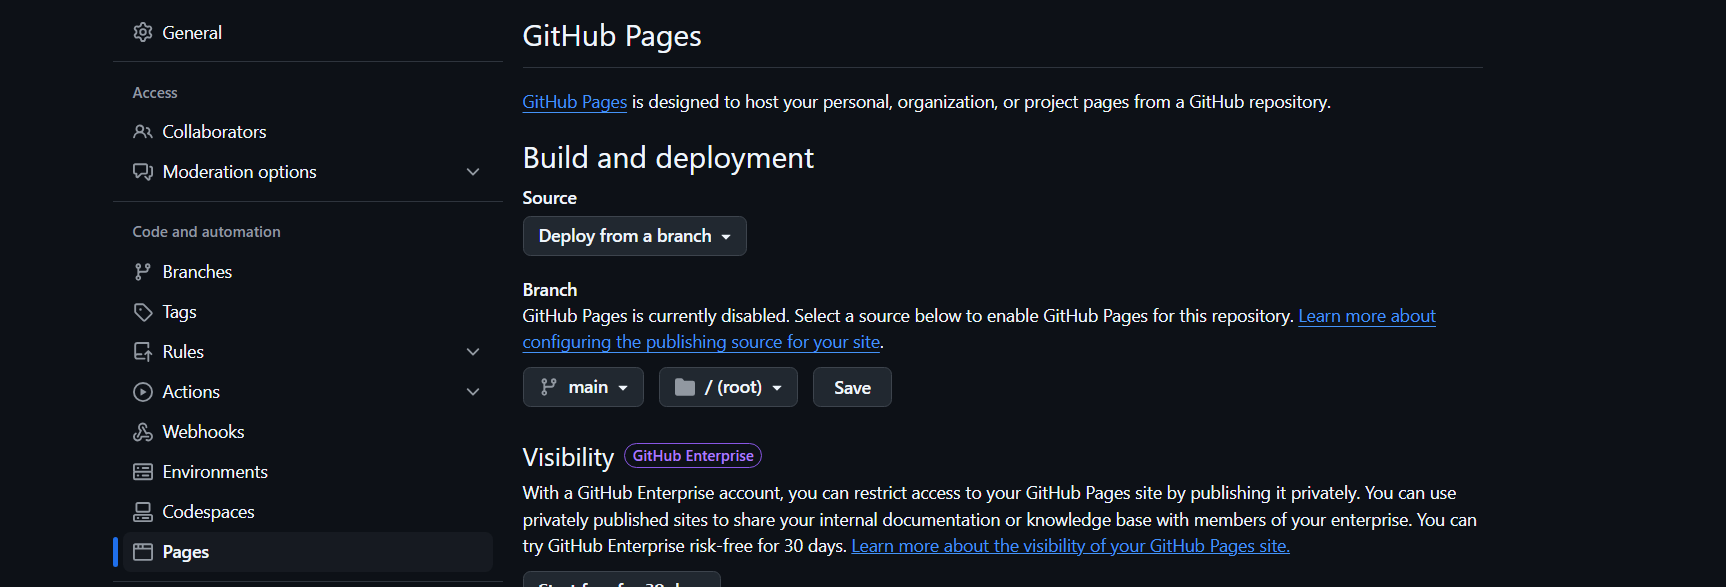 General
Access
Collaborators
Moderation options
Code and automation
Branches
Tags
Rules
Actions
Webhooks
Environments
Codespaces
Pages
GitHub Pages
GitHub Pages is designed to host your personal, organization, or project pages from a GitHub repository.
Build and deployment
Source
Deploy from a branch
Branch
GitHub Pages is currently disabled. Select a source below to enable GitHub Pages for this repository. Learn more about
configuring the publishing source for your site.
main / (root) Save
Visibility GitHub Enterprise
With a GitHub Enterprise account, you can restrict access to your GitHub Pages site by publishing it privately. You can use
privately published sites to share your internal documentation or knowledge base with members of your enterprise. You can
try GitHub Enterprise risk-free for 30 days. Learn more about the visibility of your GitHub Pages site.